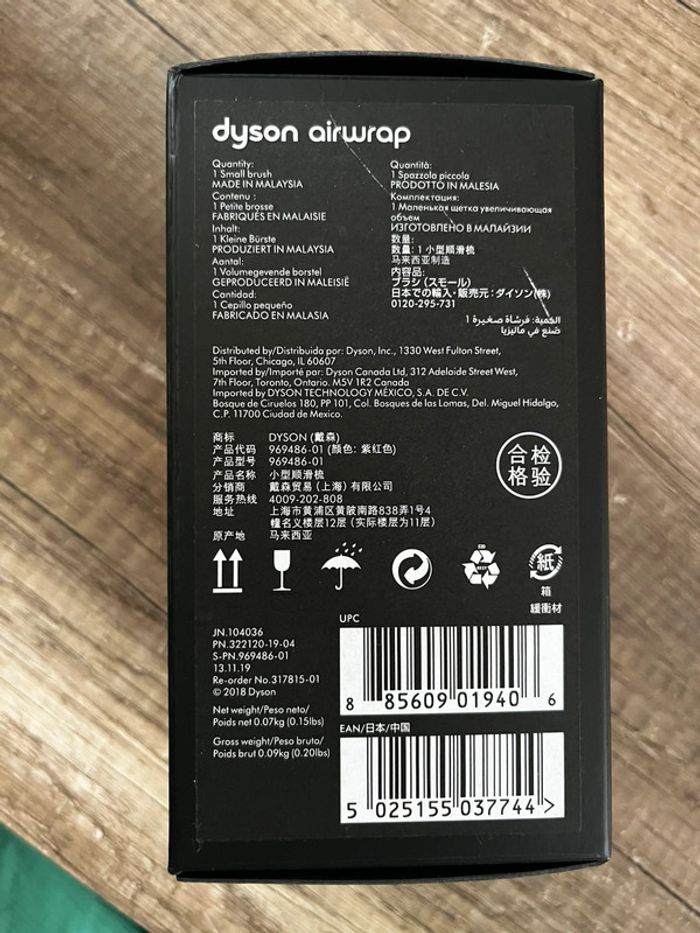 dyson airwrap
Quantity:
1 Small brush
MADE IN MALAYSIA
Contenu :
1 Petite brosse
FABRIQUÉS EN MALAISIE
Inhalt:
1 Kleine Bürste
PRODUZIERT IN MALAYSIA
Aantal:
1 Volumegevende borstel
GEPRODUCEERD IN MALEISIË
Cantidad:
1 Cepillo pequeño
FABRICADO EN MALASIA
Quantità:
1 Spazzola piccola
PRODOTTO IN MALESIA
Комплектация:
1 Маленькая щетка увеличивающая
объем
ИЗГОТОВЛЕНО В МАЛАЙЗИИ
数量:
数量: 1 小型顺滑梳
马来西亚制造
内容品:
ブラシ (スモール)
日本での輸入・販売元：ダイソン(株)
0120-295-731
الكمية: فرشاة صغيرة 1
صُنع في ماليزيا
Distributed by/Distribuida por: Dyson, Inc., 1330 West Fulton Street,
5th Floor, Chicago, IL 60607
Imported by/Importé par: Dyson Canada Ltd, 312 Adelaide Street West,
7th Floor, Toronto, Ontario. M5V 1R2 Canada
Imported by DYSON TECHNOLOGY MÉXICO, S.A. DE C.V.
Bosque de Ciruelos 180, PP 101, Col. Bosques de las Lomas, Del. Miguel Hidalgo,
C.P. 11700 Ciudad de Mexico.
商标 DYSON (戴森)
产品代码 969486-01 (颜色: 紫红色)
产品型号 969486-01
产品名称 小型顺滑梳
分销商 戴森贸易 (上海) 有限公司
服务热线 4009-202-808
地址 上海市黄浦区黄陂南路838弄1号4
幢名义楼层12层 (实际楼层为11层)
原产地 马来西亚
合检
格验
紙
箱
緩衝材
JN.104036
PN.322120-19-04
S-PN.969486-01
13.11.19
Re-order No.317815-01
© 2018 Dyson
Net weight/Peso neto/
Poids net 0.07kg (0.15lbs)
Gross weight/Peso bruto/
Poids brut 0.09kg (0.20lbs)
UPC
8 85609 01940 6
EAN/日本/中国
5 025155 037744 >